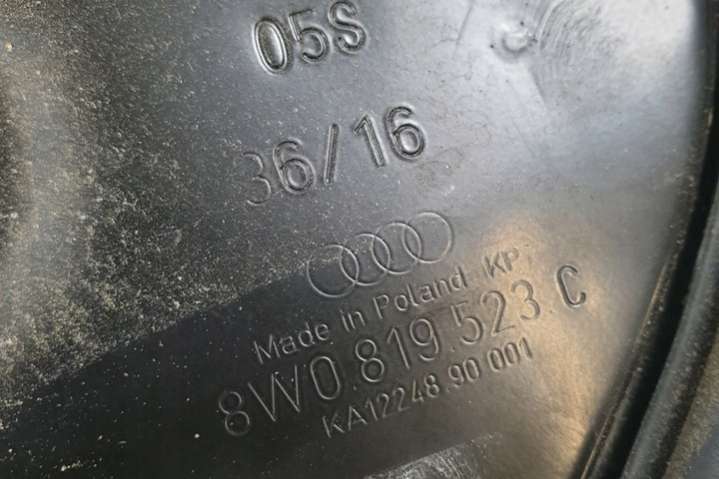 05S
36/16
Made in Poland KP
8W0.819.523.C
KA12248.90 001